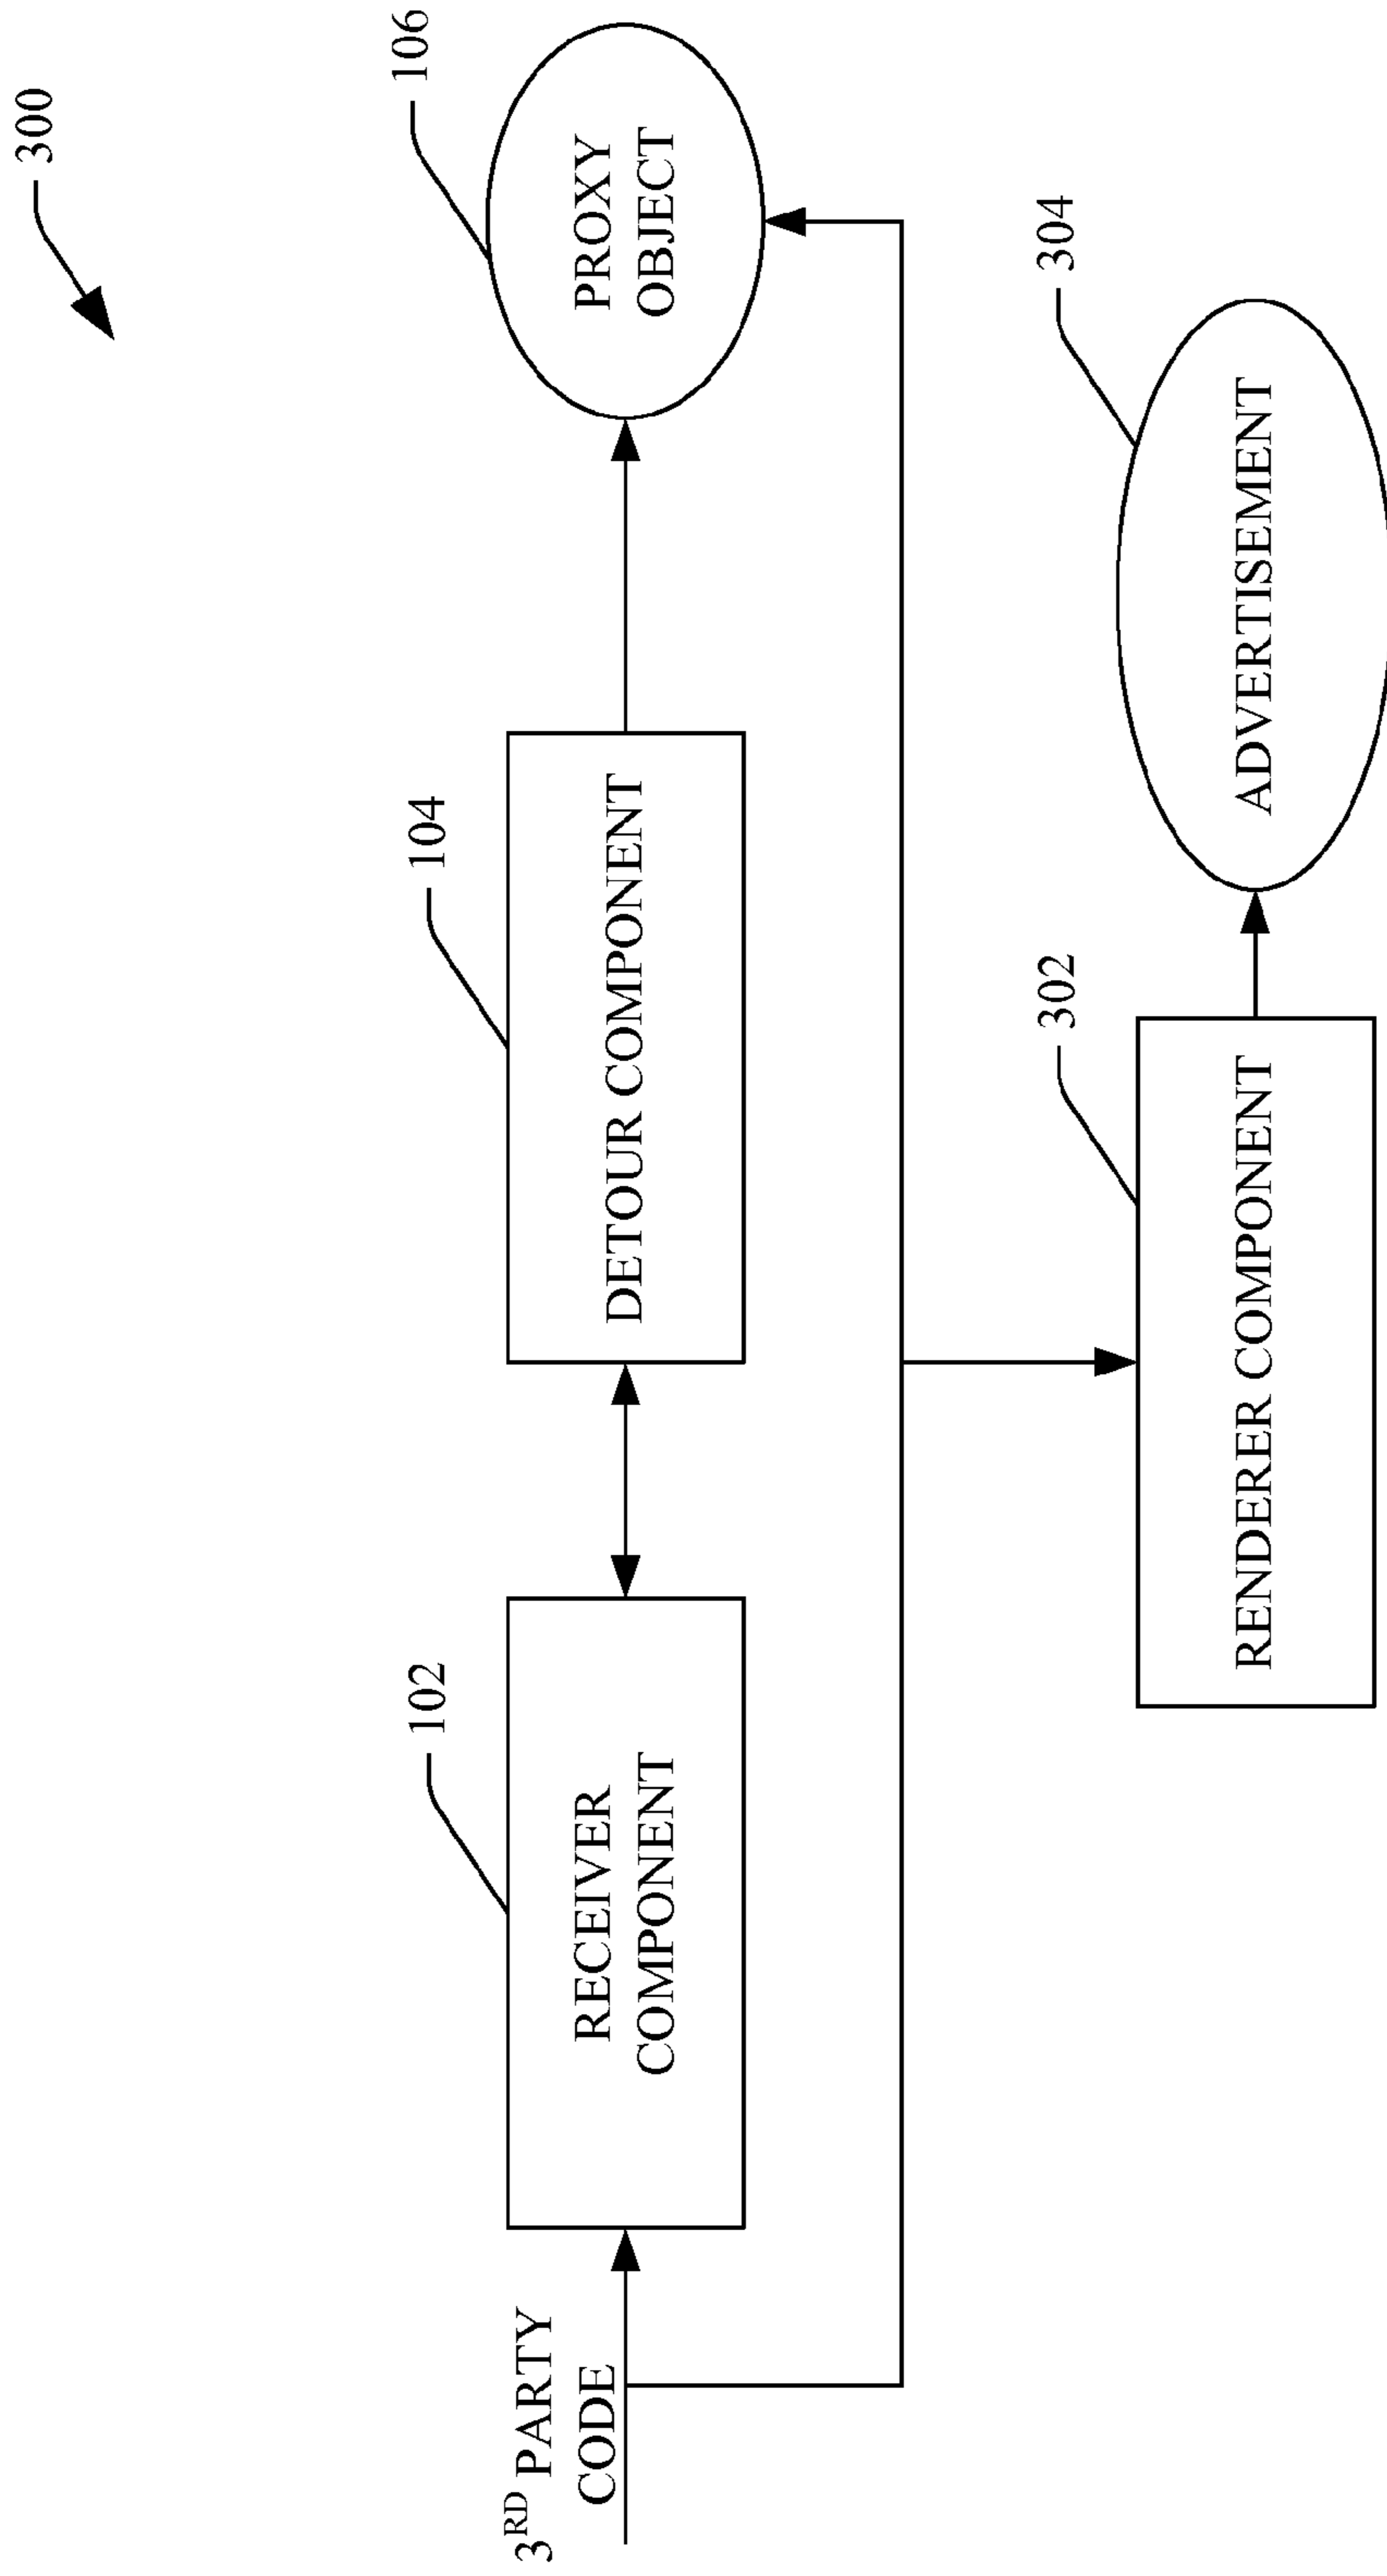 300
106
PROXY
OBJECT
104
DETOUR COMPONENT
102
RECEIVER
COMPONENT
3RD PARTY
CODE
304
ADVERTISEMENT
302
RENDERER COMPONENT